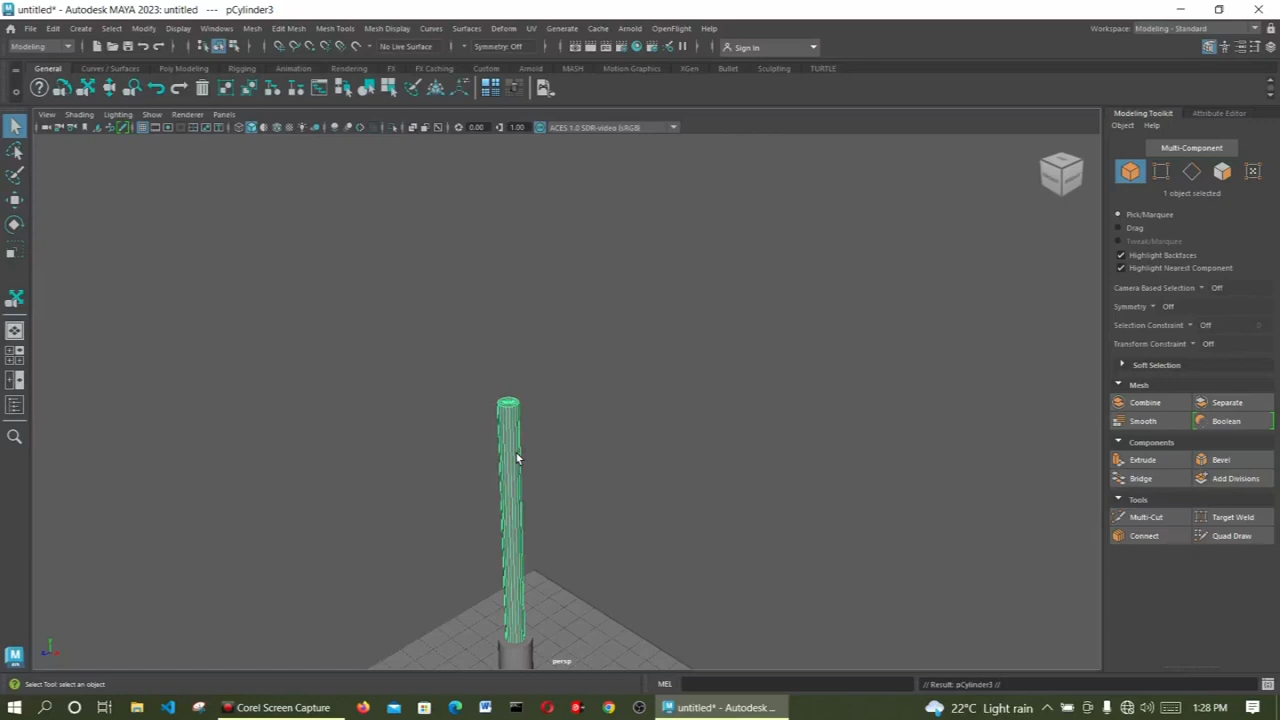 untitled* - Autodesk MAYA 2023: untitled --- pCylinder3
File Edit Create Select Modify Display Windows Mesh Edit Mesh Mesh Tools Mesh Display Curves Surfaces Deform UV Generate Cache Arnold OpenFlight Help Workspace: Modeling - Standard
Modeling No Live Surface Symmetry: Off Sign In
General Curves / Surfaces Poly Modeling Rigging Animation Rendering FX FX Caching Custom Arnold MASH Motion Graphics XGen Bullet Sculpting TURTLE
View Shading Lighting Show Renderer Panels
0.00 1.00 ACES 1.0 SDR-video (sRGB)
Modeling Toolkit Attribute Editor
Object Help
Multi-Component
1 object selected
Pick/Marquee
Drag
Tweak/Marquee
Highlight Backfaces
Highlight Nearest Component
Camera Based Selection Off
Symmetry Off
Selection Constraint Off 0
Transform Constraint Off
Soft Selection
Mesh
Combine Separate
Smooth Boolean
Components
Extrude Bevel
Bridge Add Divisions
Tools
Multi-Cut Target Weld
Connect Quad Draw
persp
Select Tool: select an object MEL // Result: pCylinder3 //
Corel Screen Capture untitled* - Autodesk ... 22°C Light rain 1:28 PM